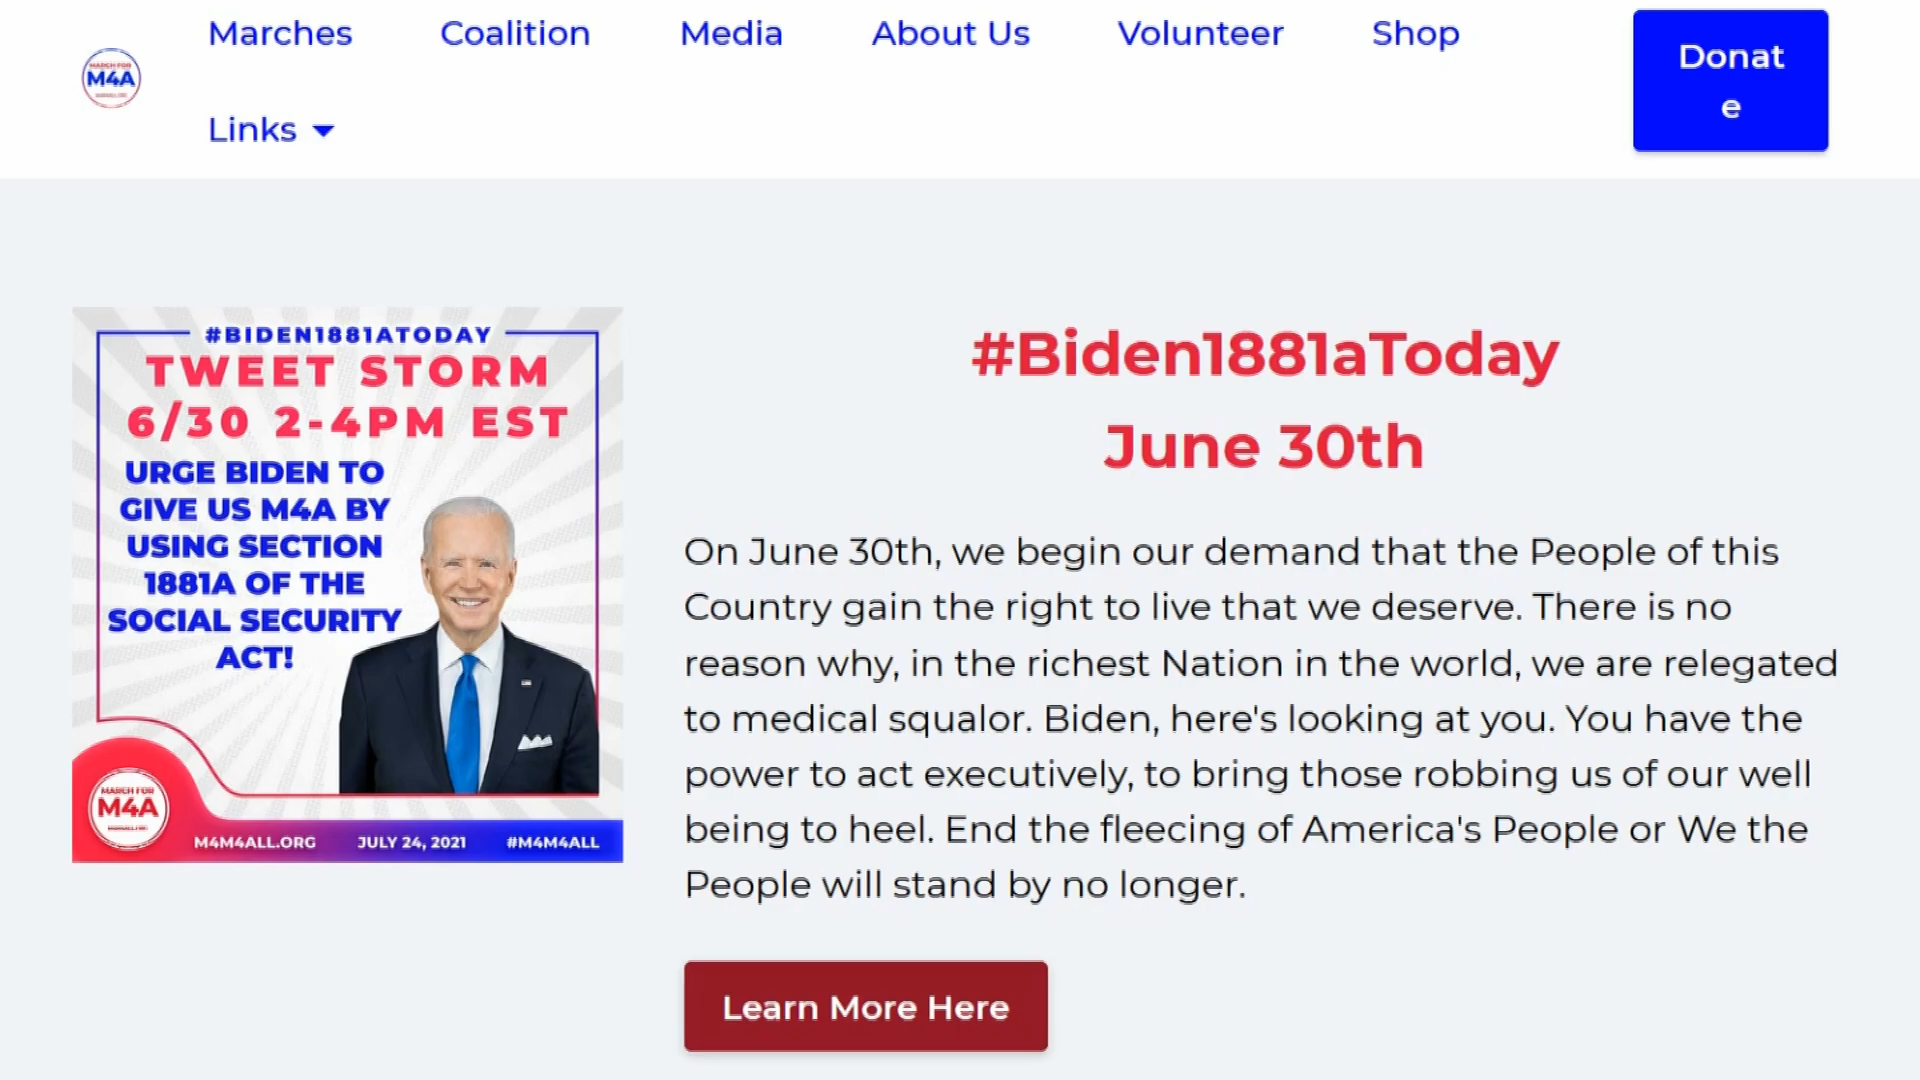 Marches Coalition Media About Us Volunteer Shop
Donat
e
MARCH FOR
M4A
Links
#BIDEN1881ATODAY
TWEET STORM
6/30 2-4PM EST
URGE BIDEN TO
GIVE US M4A BY
USING SECTION
1881A OF THE
SOCIAL SECURITY
ACT!
MARCH FOR
M4A
M4M4ALL.ORG JULY 24, 2021 #M4M4ALL
#Biden1881aToday
June 30th
On June 30th, we begin our demand that the People of this
Country gain the right to live that we deserve. There is no
reason why, in the richest Nation in the world, we are relegated
to medical squalor. Biden, here's looking at you. You have the
power to act executively, to bring those robbing us of our well
being to heel. End the fleecing of America's People or We the
People will stand by no longer.
Learn More Here